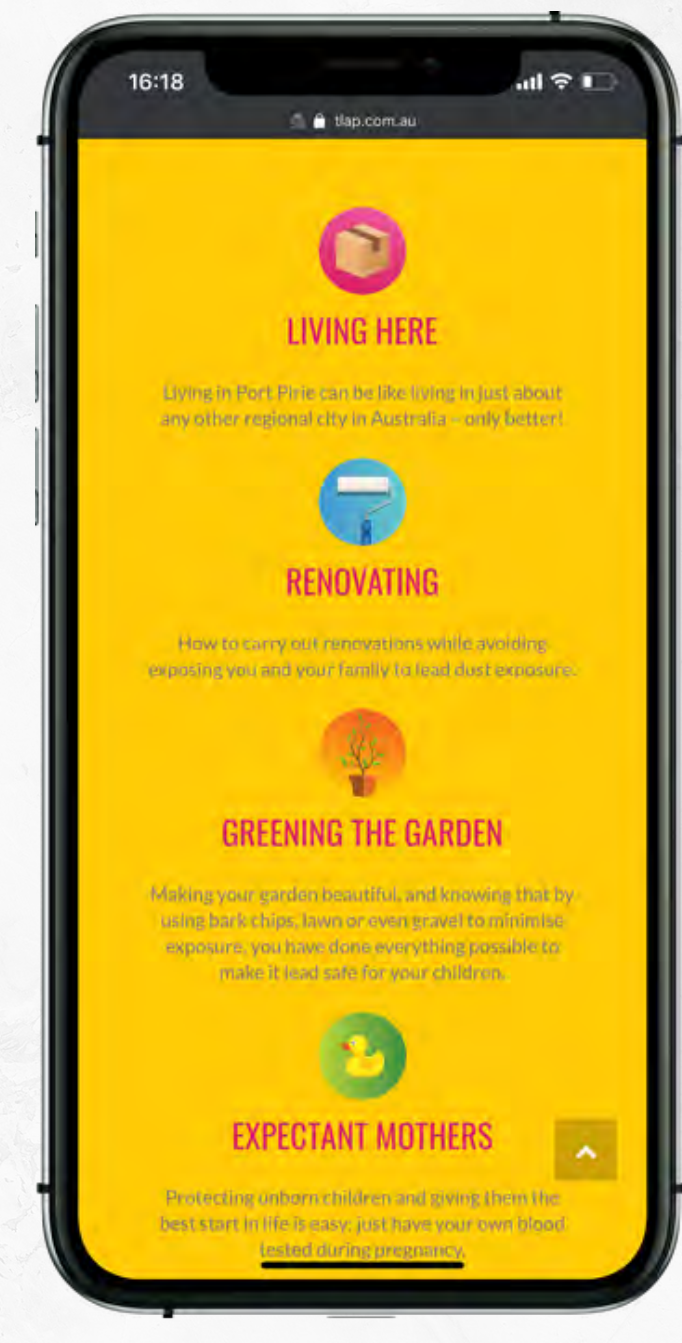 16:18
tlap.com.au
LIVING HERE
Living in Port Pirie can be like living in just about
any other regional city in Australia – only better!
RENOVATING
How to carry out renovations while avoiding
exposing you and your family to lead dust exposure.
GREENING THE GARDEN
Making your garden beautiful, and knowing that by
using bark chips, lawn or even gravel to minimise
exposure, you have done everything possible to
make it lead safe for your children.
EXPECTANT MOTHERS
Protecting unborn children and giving them the
best start in life is easy; just have your own blood
tested during pregnancy.